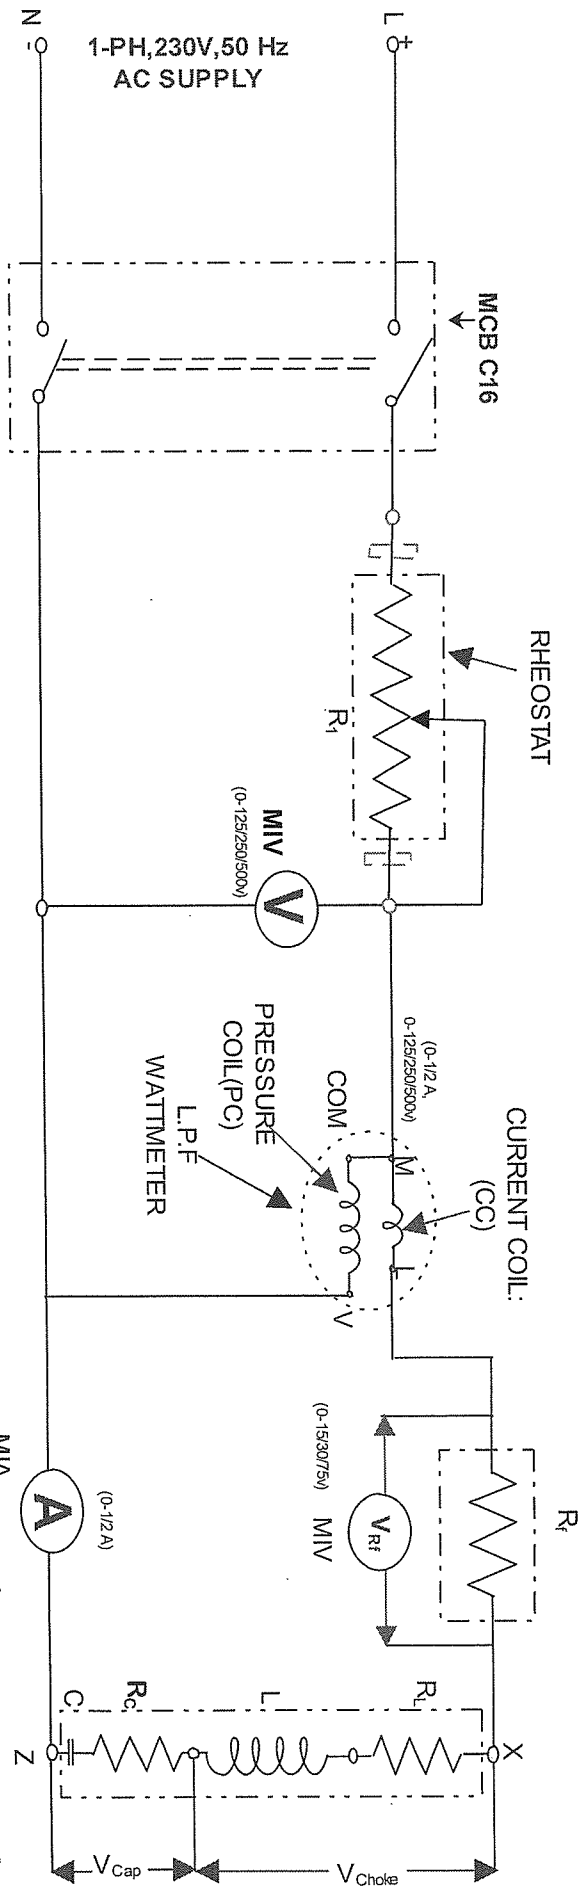 N
-
1-PH,230V,50 Hz
AC SUPPLY
L
+
MCB C16
RHEOSTAT
R1
MIV
(0-125/250/500v)
V
(0-1/2 A,
0-125/250/500v)
CURRENT COIL:
(CC)
COM
M
L
V
PRESSURE
COIL(PC)
L.P.F
WATTMETER
Rf
VRf
MIV
(0-15/30/75v)
A
(0-1/2 A)
X
RL
L
Rc
C
Z
VCap
VChoke